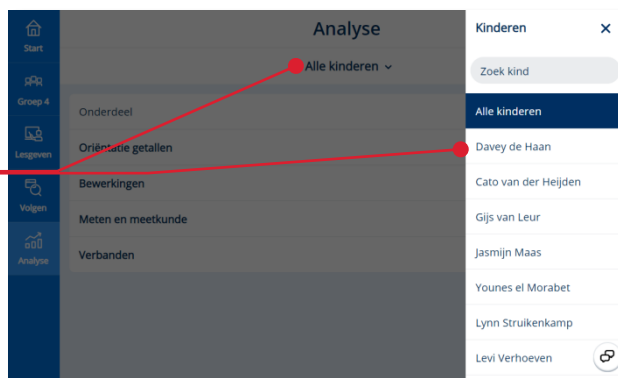 Start
Groep 4
Lesgeven
Volgen
Analyse
Analyse
Alle kinderen
Onderdeel
Oriëntatie getallen
Bewerkingen
Meten en meetkunde
Verbanden
Kinderen
Zoek kind
Alle kinderen
Davey de Haan
Cato van der Heijden
Gijs van Leur
Jasmijn Maas
Younes el Morabet
Lynn Struikenkamp
Levi Verhoeven